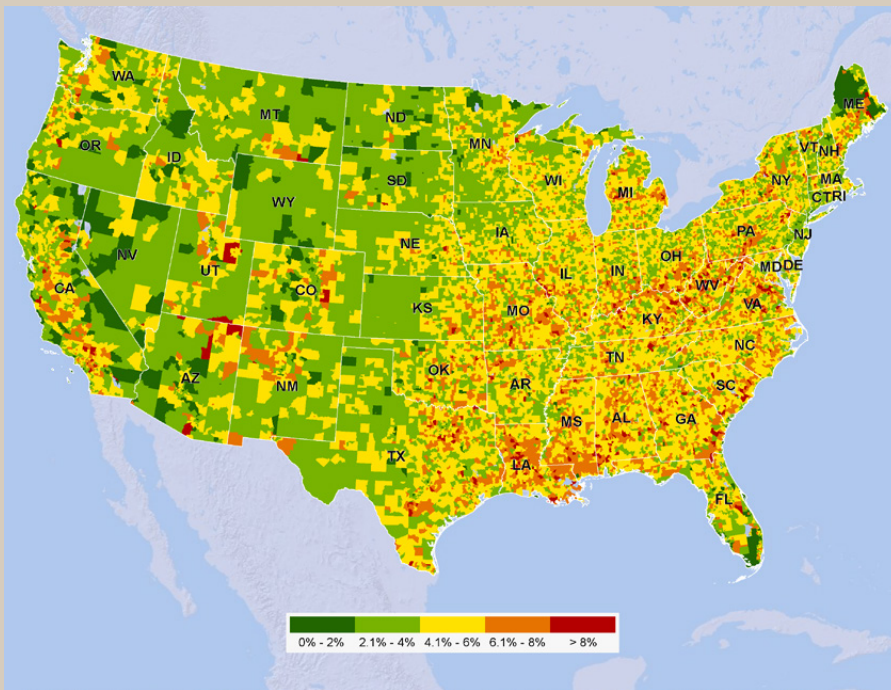 WA
MT
ND
ME
OR
MN
VT NH
ID
WI
NY
MA
SD
MI
CT RI
WY
IA
PA
NE
NJ
NV
OH
UT
IL
IN
MD DE
CA
CO
WV
KS
MO
VA
KY
NC
TN
OK
AZ
NM
AR
SC
MS
AL
GA
TX
LA
FL
0% - 2% 2.1% - 4% 4.1% - 6% 6.1% - 8% > 8%